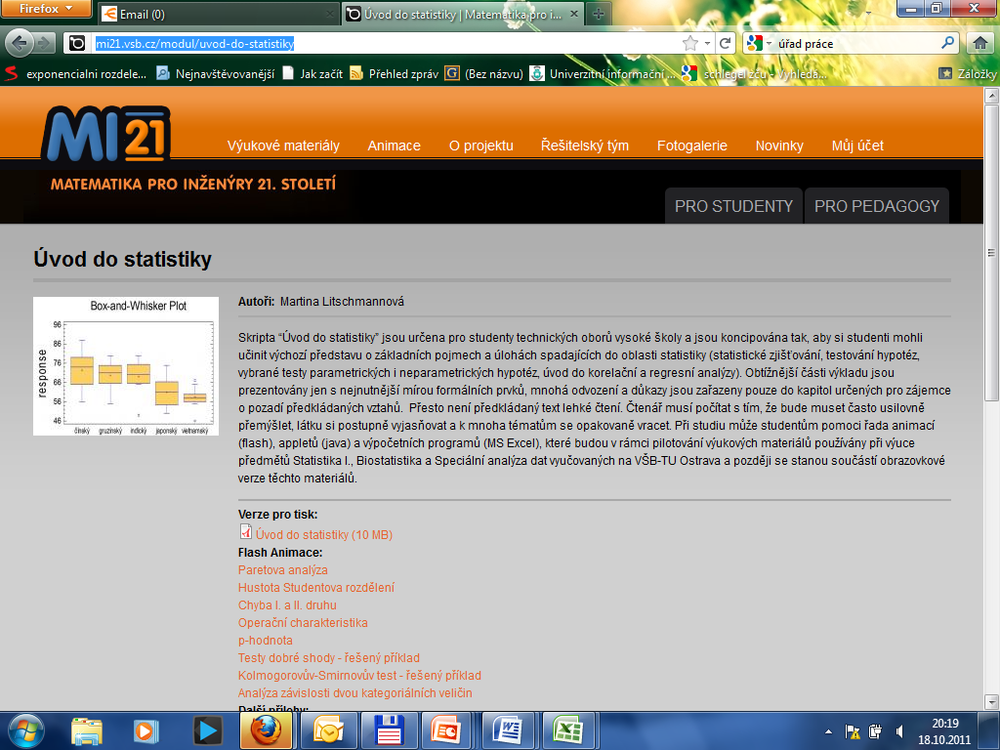 Firefox
Email (0)
Úvod do statistiky | Matematika pro i...
mi21.vsb.cz/modul/uvod-do-statistiky
úřad práce
exponencialni rozdele...
Nejnavštěvovanější
Jak začít
Přehled zpráv
(Bez názvu)
Univerzitní informační ...
schlegel zču - Vyhledá...
Záložky
MI21
Výukové materiály
Animace
O projektu
Řešitelský tým
Fotogalerie
Novinky
Můj účet
MATEMATIKA PRO INŽENÝRY 21. STOLETÍ
PRO STUDENTY
PRO PEDAGOGY
Úvod do statistiky
Box-and-Whisker Plot
response
96
86
76
66
56
46
čínský gruzínský indický japonský vietnamský
Autoři: Martina Litschmannová
Skripta “Úvod do statistiky” jsou určena pro studenty technických oborů vysoké školy a jsou koncipována tak, aby si studenti mohli
učinit výchozí představu o základních pojmech a úlohách spadajících do oblasti statistiky (statistické zjišťování, testování hypotéz,
vybrané testy parametrických i neparametrických hypotéz, úvod do korelační a regresní analýzy). Obtížnější části výkladu jsou
prezentovány jen s nejnutnější mírou formálních prvků, mnohá odvození a důkazy jsou zařazeny pouze do kapitol určených pro zájemce
o pozadí předkládaných vztahů. Přesto není předkládaný text lehké čtení. Čtenář musí počítat s tím, že bude muset často usilovně
přemýšlet, látku si postupně vyjasňovat a k mnoha tématům se opakovaně vracet. Při studiu může studentům pomoci řada animací
(flash), appletů (java) a výpočetních programů (MS Excel), které budou v rámci pilotování výukových materiálů používány při výuce
předmětů Statistika I., Biostatistika a Speciální analýza dat vyučovaných na VŠB-TU Ostrava a později se stanou součástí obrazovkové
verze těchto materiálů.
Verze pro tisk:
Úvod do statistiky (10 MB)
Flash Animace:
Paretova analýza
Hustota Studentova rozdělení
Chyba I. a II. druhu
Operační charakteristika
p-hodnota
Testy dobré shody - řešený příklad
Kolmogorovův-Smirnovův test - řešený příklad
Analýza závislosti dvou kategoriálních veličin
Další přílohy:
20:19
18.10.2011